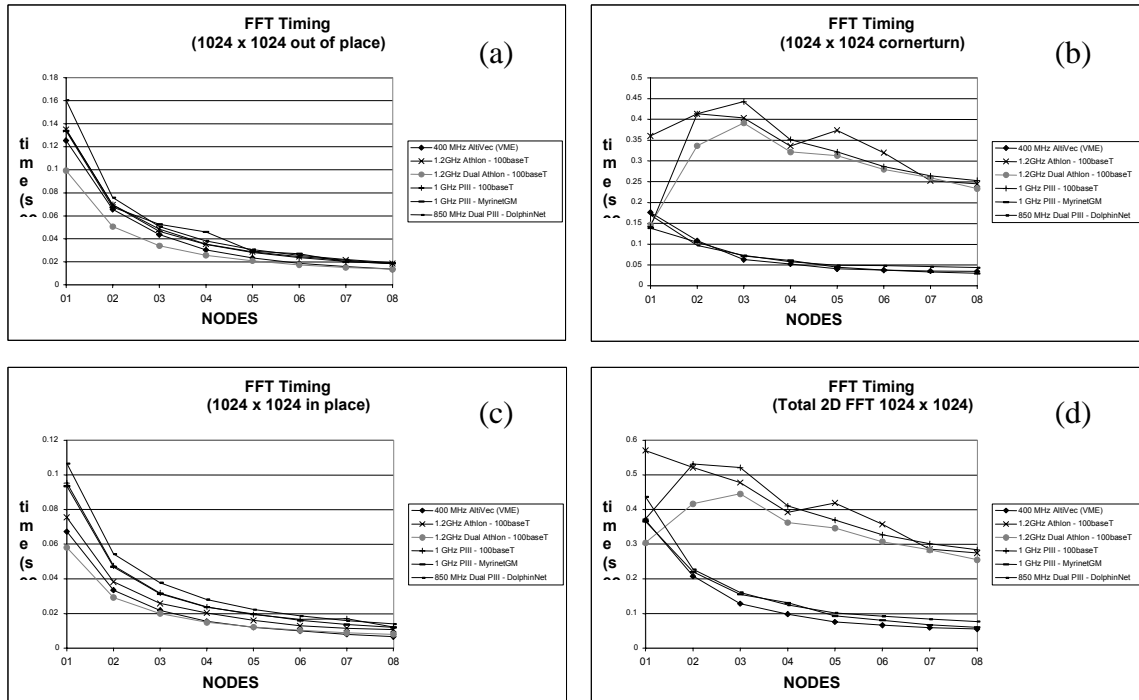 FFT Timing
(1024 x 1024 out of place)
(a)
0.18
0.16
0.14
0.12
0.1
0.08
0.06
0.04
0.02
0
ti
me
(se
01 02 03 04 05 06 07 08
NODES
400 MHz AltiVec (VME)
1.2GHz Athlon - 100baseT
1.2GHz Dual Athlon - 100baseT
1 GHz PIII - 100baseT
1 GHz PIII - MyrinetGM
850 MHz Dual PIII - DolphinNet
FFT Timing
(1024 x 1024 cornerturn)
(b)
0.5
0.45
0.4
0.35
0.3
0.25
0.2
0.15
0.1
0.05
0
ti
me
(se
01 02 03 04 05 06 07 08
NODES
400 MHz AltiVec (VME)
1.2GHz Athlon - 100baseT
1.2GHz Dual Athlon - 100baseT
1 GHz PIII - 100baseT
1 GHz PIII - MyrinetGM
850 MHz Dual PIII - DolphinNet
FFT Timing
(1024 x 1024 in place)
(c)
0.12
0.1
0.08
0.06
0.04
0.02
0
ti
me
(se
01 02 03 04 05 06 07 08
NODES
400 MHz AltiVec (VME)
1.2GHz Athlon - 100baseT
1.2GHz Dual Athlon - 100baseT
1 GHz PIII - 100baseT
1 GHz PIII - MyrinetGM
850 MHz Dual PIII - DolphinNet
FFT Timing
(Total 2D FFT 1024 x 1024)
(d)
0.6
0.5
0.4
0.3
0.2
0.1
0
ti
me
(se
01 02 03 04 05 06 07 08
NODES
400 MHz AltiVec (VME)
1.2GHz Athlon - 100baseT
1.2GHz Dual Athlon - 100baseT
1 GHz PIII - 100baseT
1 GHz PIII - MyrinetGM
850 MHz Dual PIII - DolphinNet